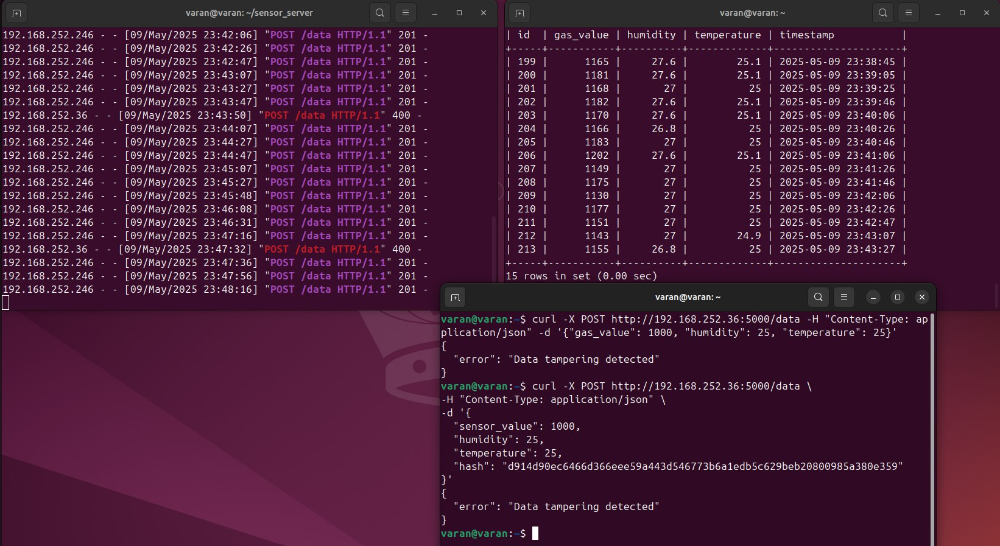 varan@varan: ~/sensor_server
192.168.252.246 - - [09/May/2025 23:42:06] "POST /data HTTP/1.1" 201 -
192.168.252.246 - - [09/May/2025 23:42:26] "POST /data HTTP/1.1" 201 -
192.168.252.246 - - [09/May/2025 23:42:47] "POST /data HTTP/1.1" 201 -
192.168.252.246 - - [09/May/2025 23:43:07] "POST /data HTTP/1.1" 201 -
192.168.252.246 - - [09/May/2025 23:43:27] "POST /data HTTP/1.1" 201 -
192.168.252.246 - - [09/May/2025 23:43:47] "POST /data HTTP/1.1" 201 -
192.168.252.36 - - [09/May/2025 23:43:50] "POST /data HTTP/1.1" 400 -
192.168.252.246 - - [09/May/2025 23:44:07] "POST /data HTTP/1.1" 201 -
192.168.252.246 - - [09/May/2025 23:44:27] "POST /data HTTP/1.1" 201 -
192.168.252.246 - - [09/May/2025 23:44:47] "POST /data HTTP/1.1" 201 -
192.168.252.246 - - [09/May/2025 23:45:07] "POST /data HTTP/1.1" 201 -
192.168.252.246 - - [09/May/2025 23:45:27] "POST /data HTTP/1.1" 201 -
192.168.252.246 - - [09/May/2025 23:45:48] "POST /data HTTP/1.1" 201 -
192.168.252.246 - - [09/May/2025 23:46:08] "POST /data HTTP/1.1" 201 -
192.168.252.246 - - [09/May/2025 23:46:31] "POST /data HTTP/1.1" 201 -
192.168.252.246 - - [09/May/2025 23:47:16] "POST /data HTTP/1.1" 201 -
192.168.252.36 - - [09/May/2025 23:47:32] "POST /data HTTP/1.1" 400 -
192.168.252.246 - - [09/May/2025 23:47:36] "POST /data HTTP/1.1" 201 -
192.168.252.246 - - [09/May/2025 23:47:56] "POST /data HTTP/1.1" 201 -
192.168.252.246 - - [09/May/2025 23:48:16] "POST /data HTTP/1.1" 201 -
varan@varan: ~
| id  | gas_value | humidity | temperature | timestamp           |
+-----+-----------+----------+-------------+---------------------+
| 199 |      1165 |     27.6 |        25.1 | 2025-05-09 23:38:45 |
| 200 |      1181 |     27.6 |        25.1 | 2025-05-09 23:39:05 |
| 201 |      1168 |       27 |          25 | 2025-05-09 23:39:25 |
| 202 |      1182 |     27.6 |        25.1 | 2025-05-09 23:39:46 |
| 203 |      1170 |     27.6 |        25.1 | 2025-05-09 23:40:06 |
| 204 |      1166 |     26.8 |          25 | 2025-05-09 23:40:26 |
| 205 |      1183 |       27 |          25 | 2025-05-09 23:40:46 |
| 206 |      1202 |     27.6 |        25.1 | 2025-05-09 23:41:06 |
| 207 |      1149 |       27 |          25 | 2025-05-09 23:41:26 |
| 208 |      1175 |       27 |          25 | 2025-05-09 23:41:46 |
| 209 |      1130 |       27 |          25 | 2025-05-09 23:42:06 |
| 210 |      1177 |       27 |          25 | 2025-05-09 23:42:26 |
| 211 |      1151 |       27 |          25 | 2025-05-09 23:42:47 |
| 212 |      1143 |       27 |        24.9 | 2025-05-09 23:43:07 |
| 213 |      1155 |     26.8 |          25 | 2025-05-09 23:43:27 |
+-----+-----------+----------+-------------+---------------------+
15 rows in set (0.00 sec)
varan@varan: ~
varan@varan:~$ curl -X POST http://192.168.252.36:5000/data -H "Content-Type: ap
plication/json" -d '{"gas_value": 1000, "humidity": 25, "temperature": 25}'
{
  "error": "Data tampering detected"
}
varan@varan:~$ curl -X POST http://192.168.252.36:5000/data \
-H "Content-Type: application/json" \
-d '{
  "sensor_value": 1000,
  "humidity": 25,
  "temperature": 25,
  "hash": "d914d90ec6466d366eee59a443d546773b6a1edb5c629beb20800985a380e359"
}'
{
  "error": "Data tampering detected"
}
varan@varan:~$